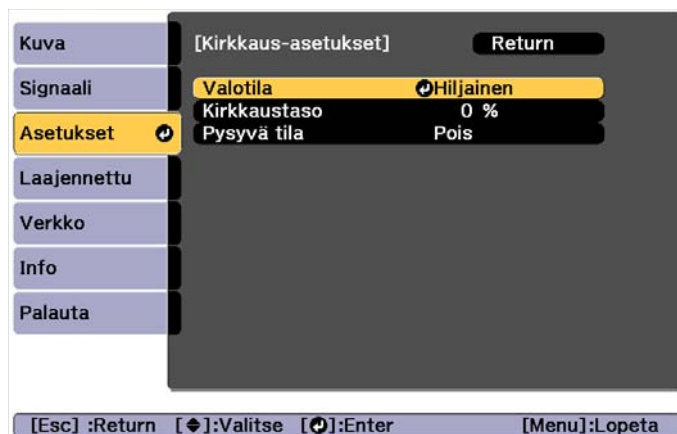 Kuva
Signaali
Asetukset
Laajennettu
Verkko
Info
Palauta
[Kirkkaus-asetukset] Return
Valotila Hiljainen
Kirkkaustaso 0 %
Pysyvä tila Pois
[Esc] :Return [ ]:Valitse [ ]:Enter [Menu]:Lopeta